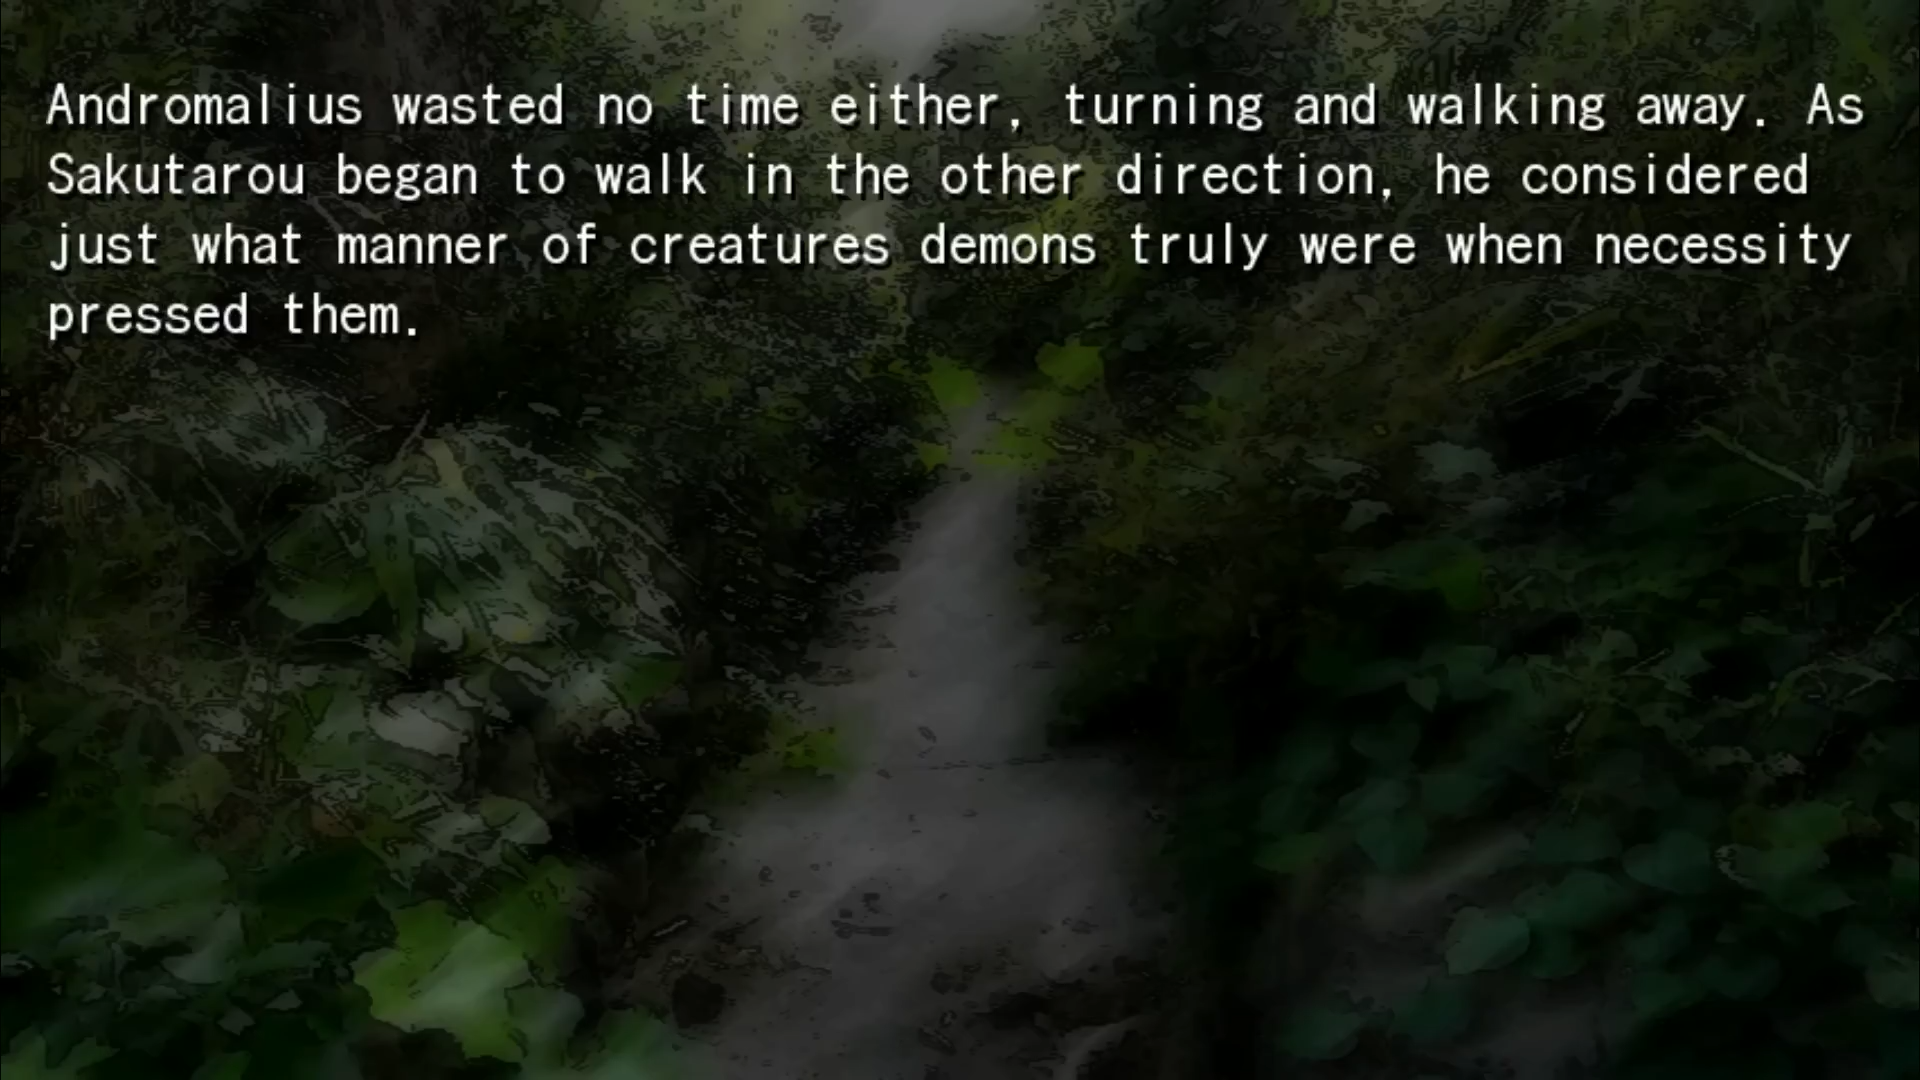 Andromalius wasted no time either, turning and walking away. As
Sakutarou began to walk in the other direction, he considered
just what manner of creatures demons truly were when necessity
pressed them.